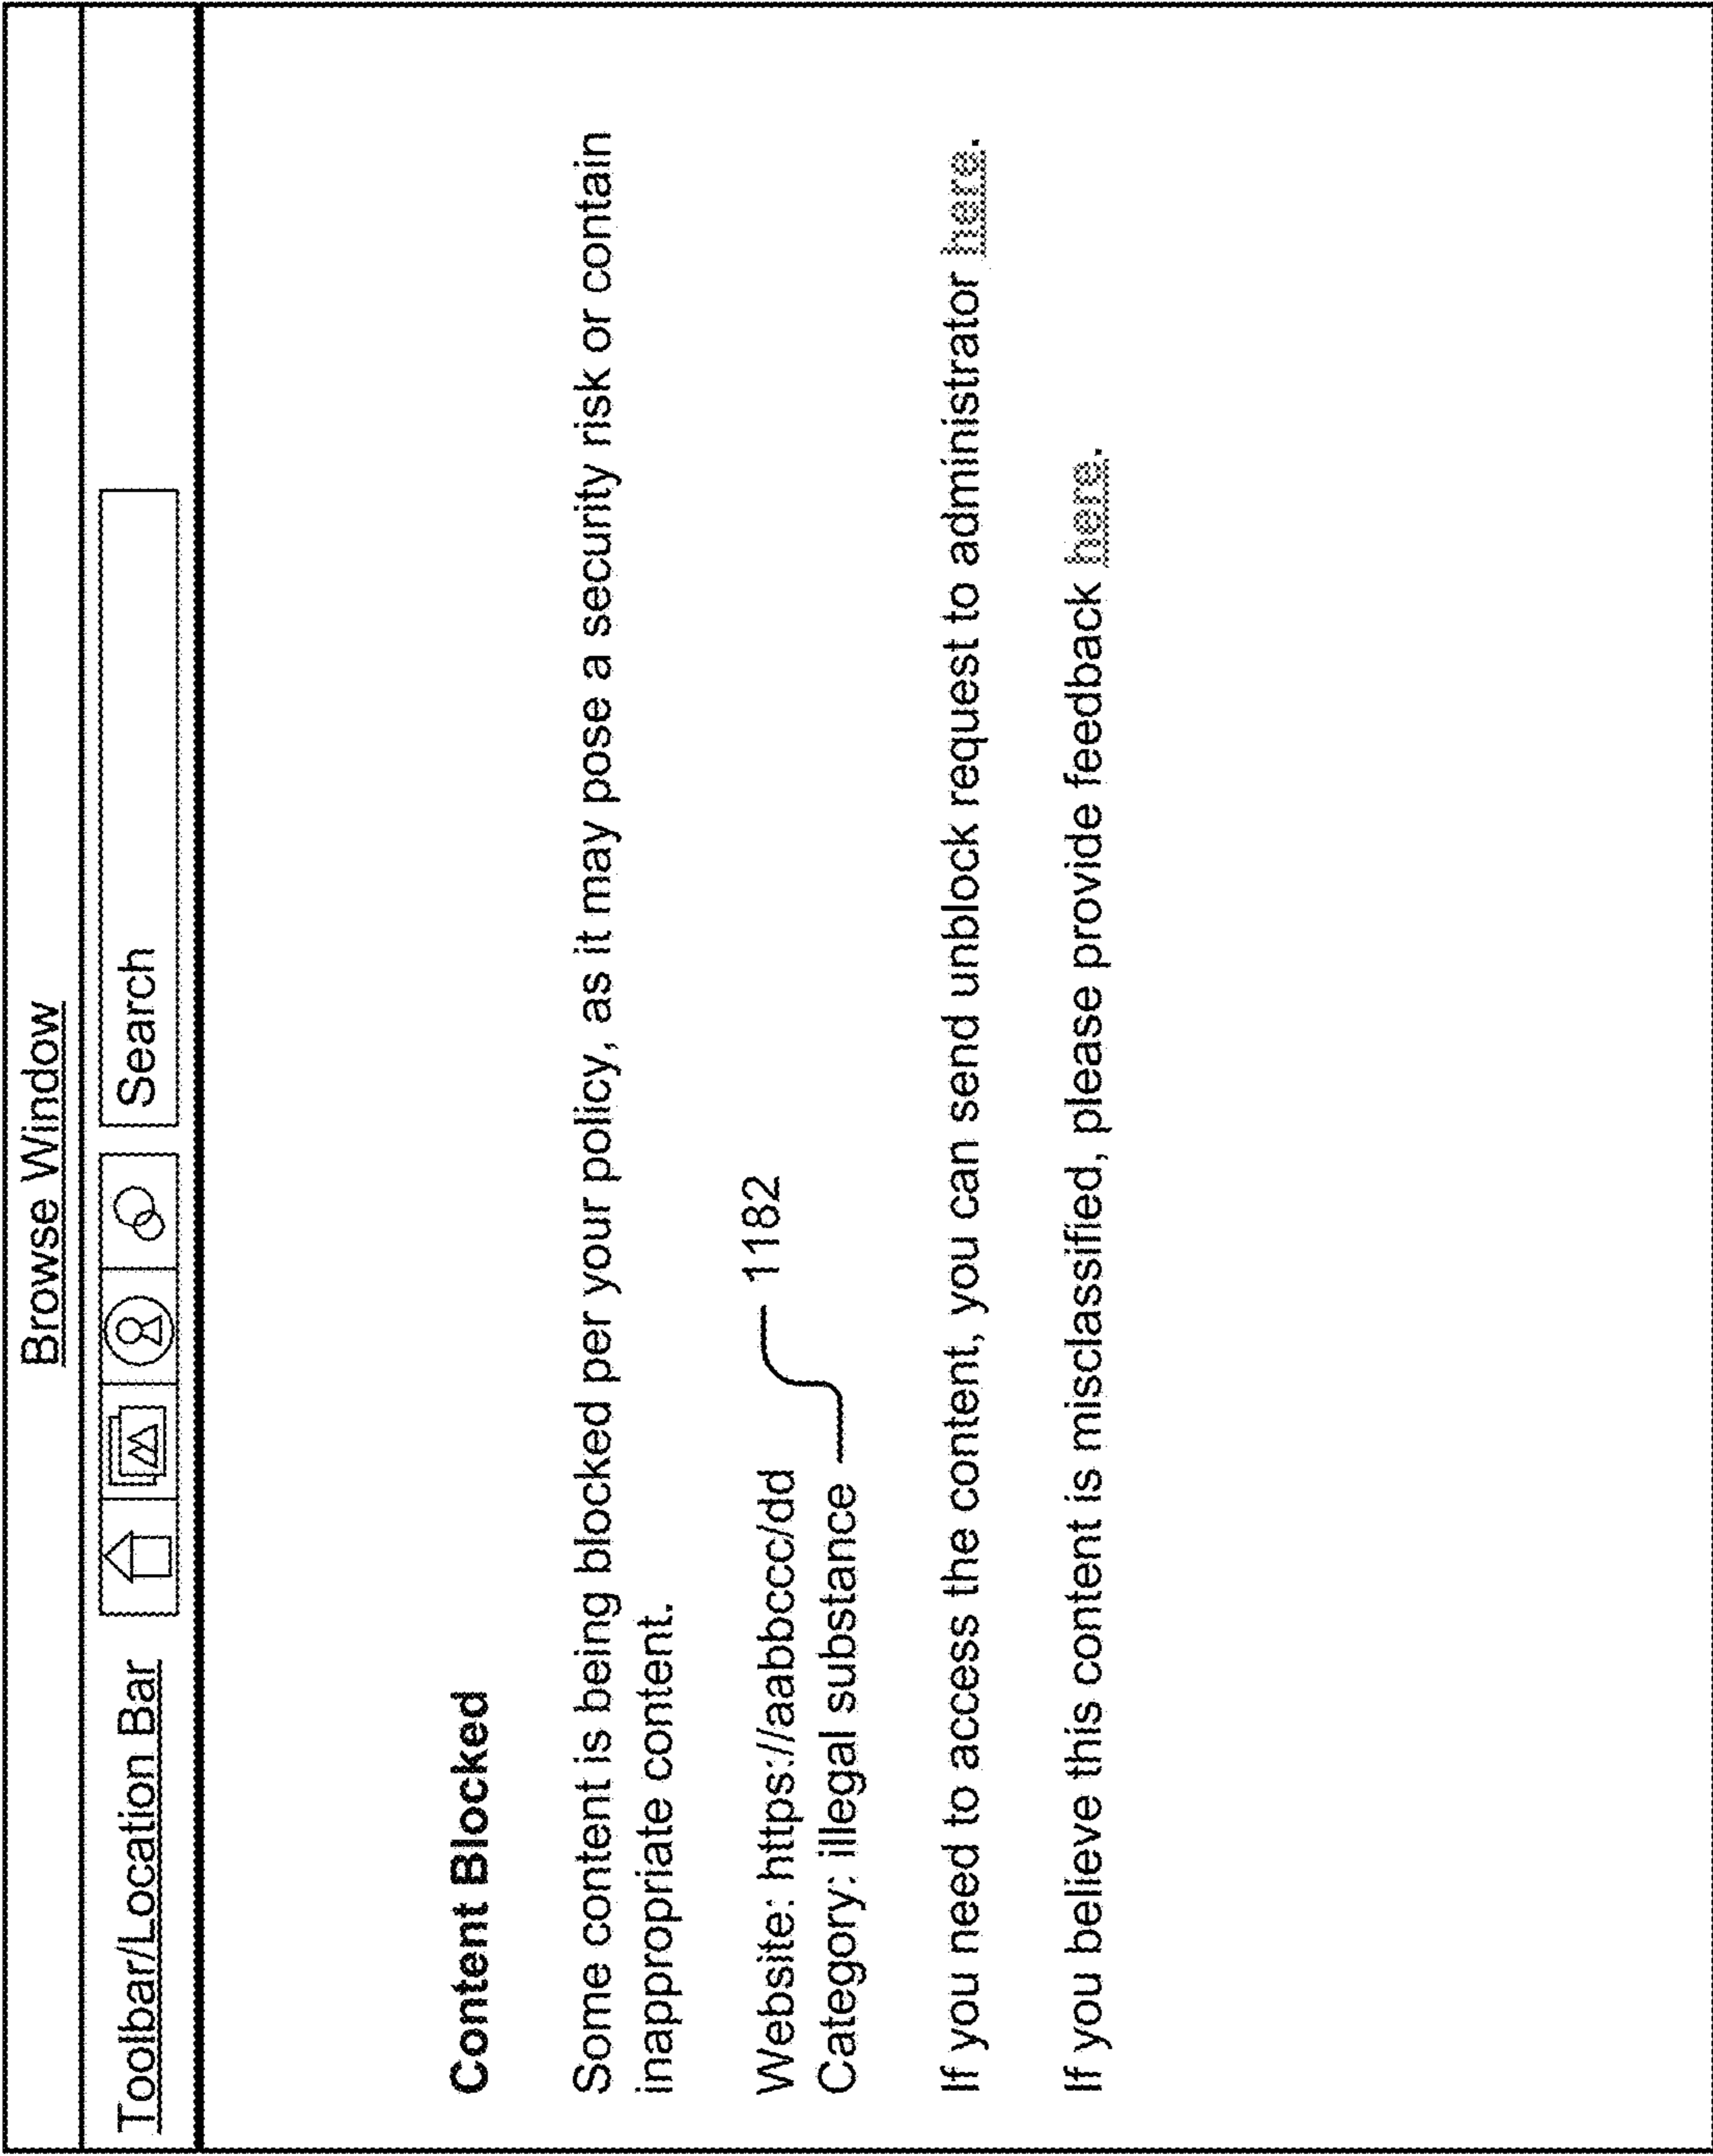 Browse Window
Toolbar/Location Bar
Search
Content Blocked
Some content is being blocked per your policy, as it may pose a security risk or contain
inappropriate content.
Website: https://aabbccc/dd
Category: illegal substance
1182
If you need to access the content, you can send unblock request to administrator here.
If you believe this content is misclassified, please provide feedback here.